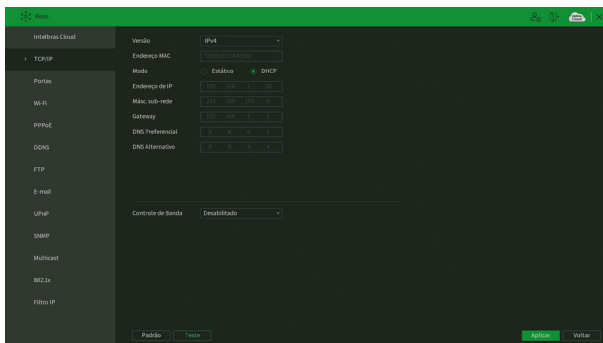 Rede
Intelbras Cloud
TCP/IP
Portas
Wi-Fi
PPPoE
DDNS
FTP
E-mail
UPnP
SNMP
Multicast
802.1x
Filtro IP
Versão IPv4
Endereço MAC
Modo Estático DHCP
Endereço de IP
Másc. sub-rede
Gateway
DNS Preferencial
DNS Alternativo
Controle de Banda Desabilitado
Padrão Teste
Aplicar Voltar